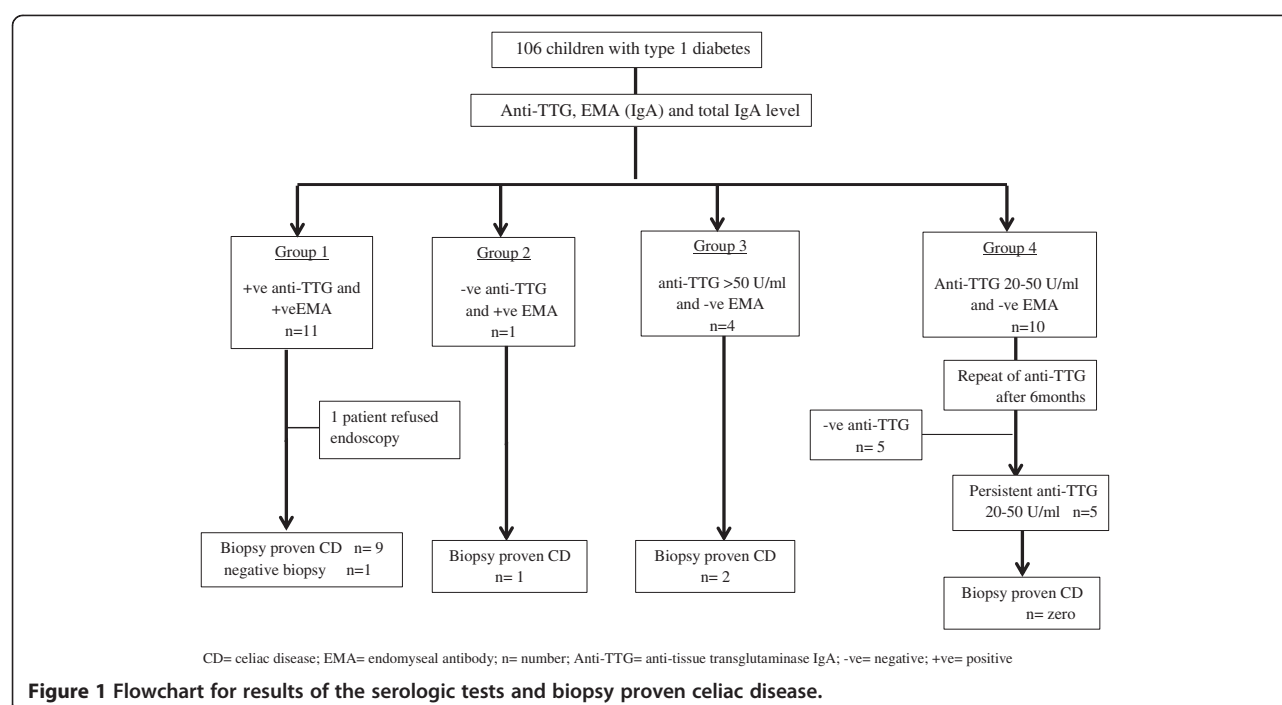 106 children with type 1 diabetes
Anti-TTG, EMA (IgA) and total IgA level
Group 1
+ve anti-TTG and
+veEMA
n=11
Group 2
-ve anti-TTG
and +ve EMA
n=1
Group 3
anti-TTG >50 U/ml
and -ve EMA
n=4
Group 4
Anti-TTG 20-50 U/ml
and -ve EMA
n=10
Repeat of anti-TTG
after 6months
1 patient refused
endoscopy
-ve anti-TTG
n= 5
Persistent anti-TTG
20-50 U/ml n=5
Biopsy proven CD n= 9
negative biopsy n=1
Biopsy proven CD
n= 1
Biopsy proven CD
n= 2
Biopsy proven CD
n= zero
CD= celiac disease; EMA= endomyseal antibody; n= number; Anti-TTG= anti-tissue transglutaminase IgA; -ve= negative; +ve= positive
Figure 1 Flowchart for results of the serologic tests and biopsy proven celiac disease.